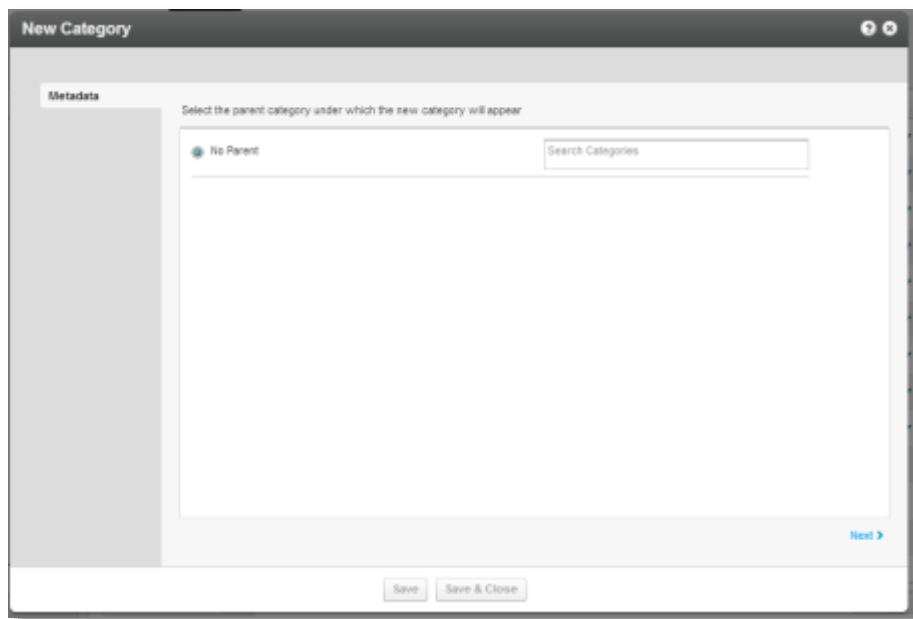 New Category
Metadata
Select the parent category under which the new category will appear
No Parent
Search Categories
Next
Save
Save & Close